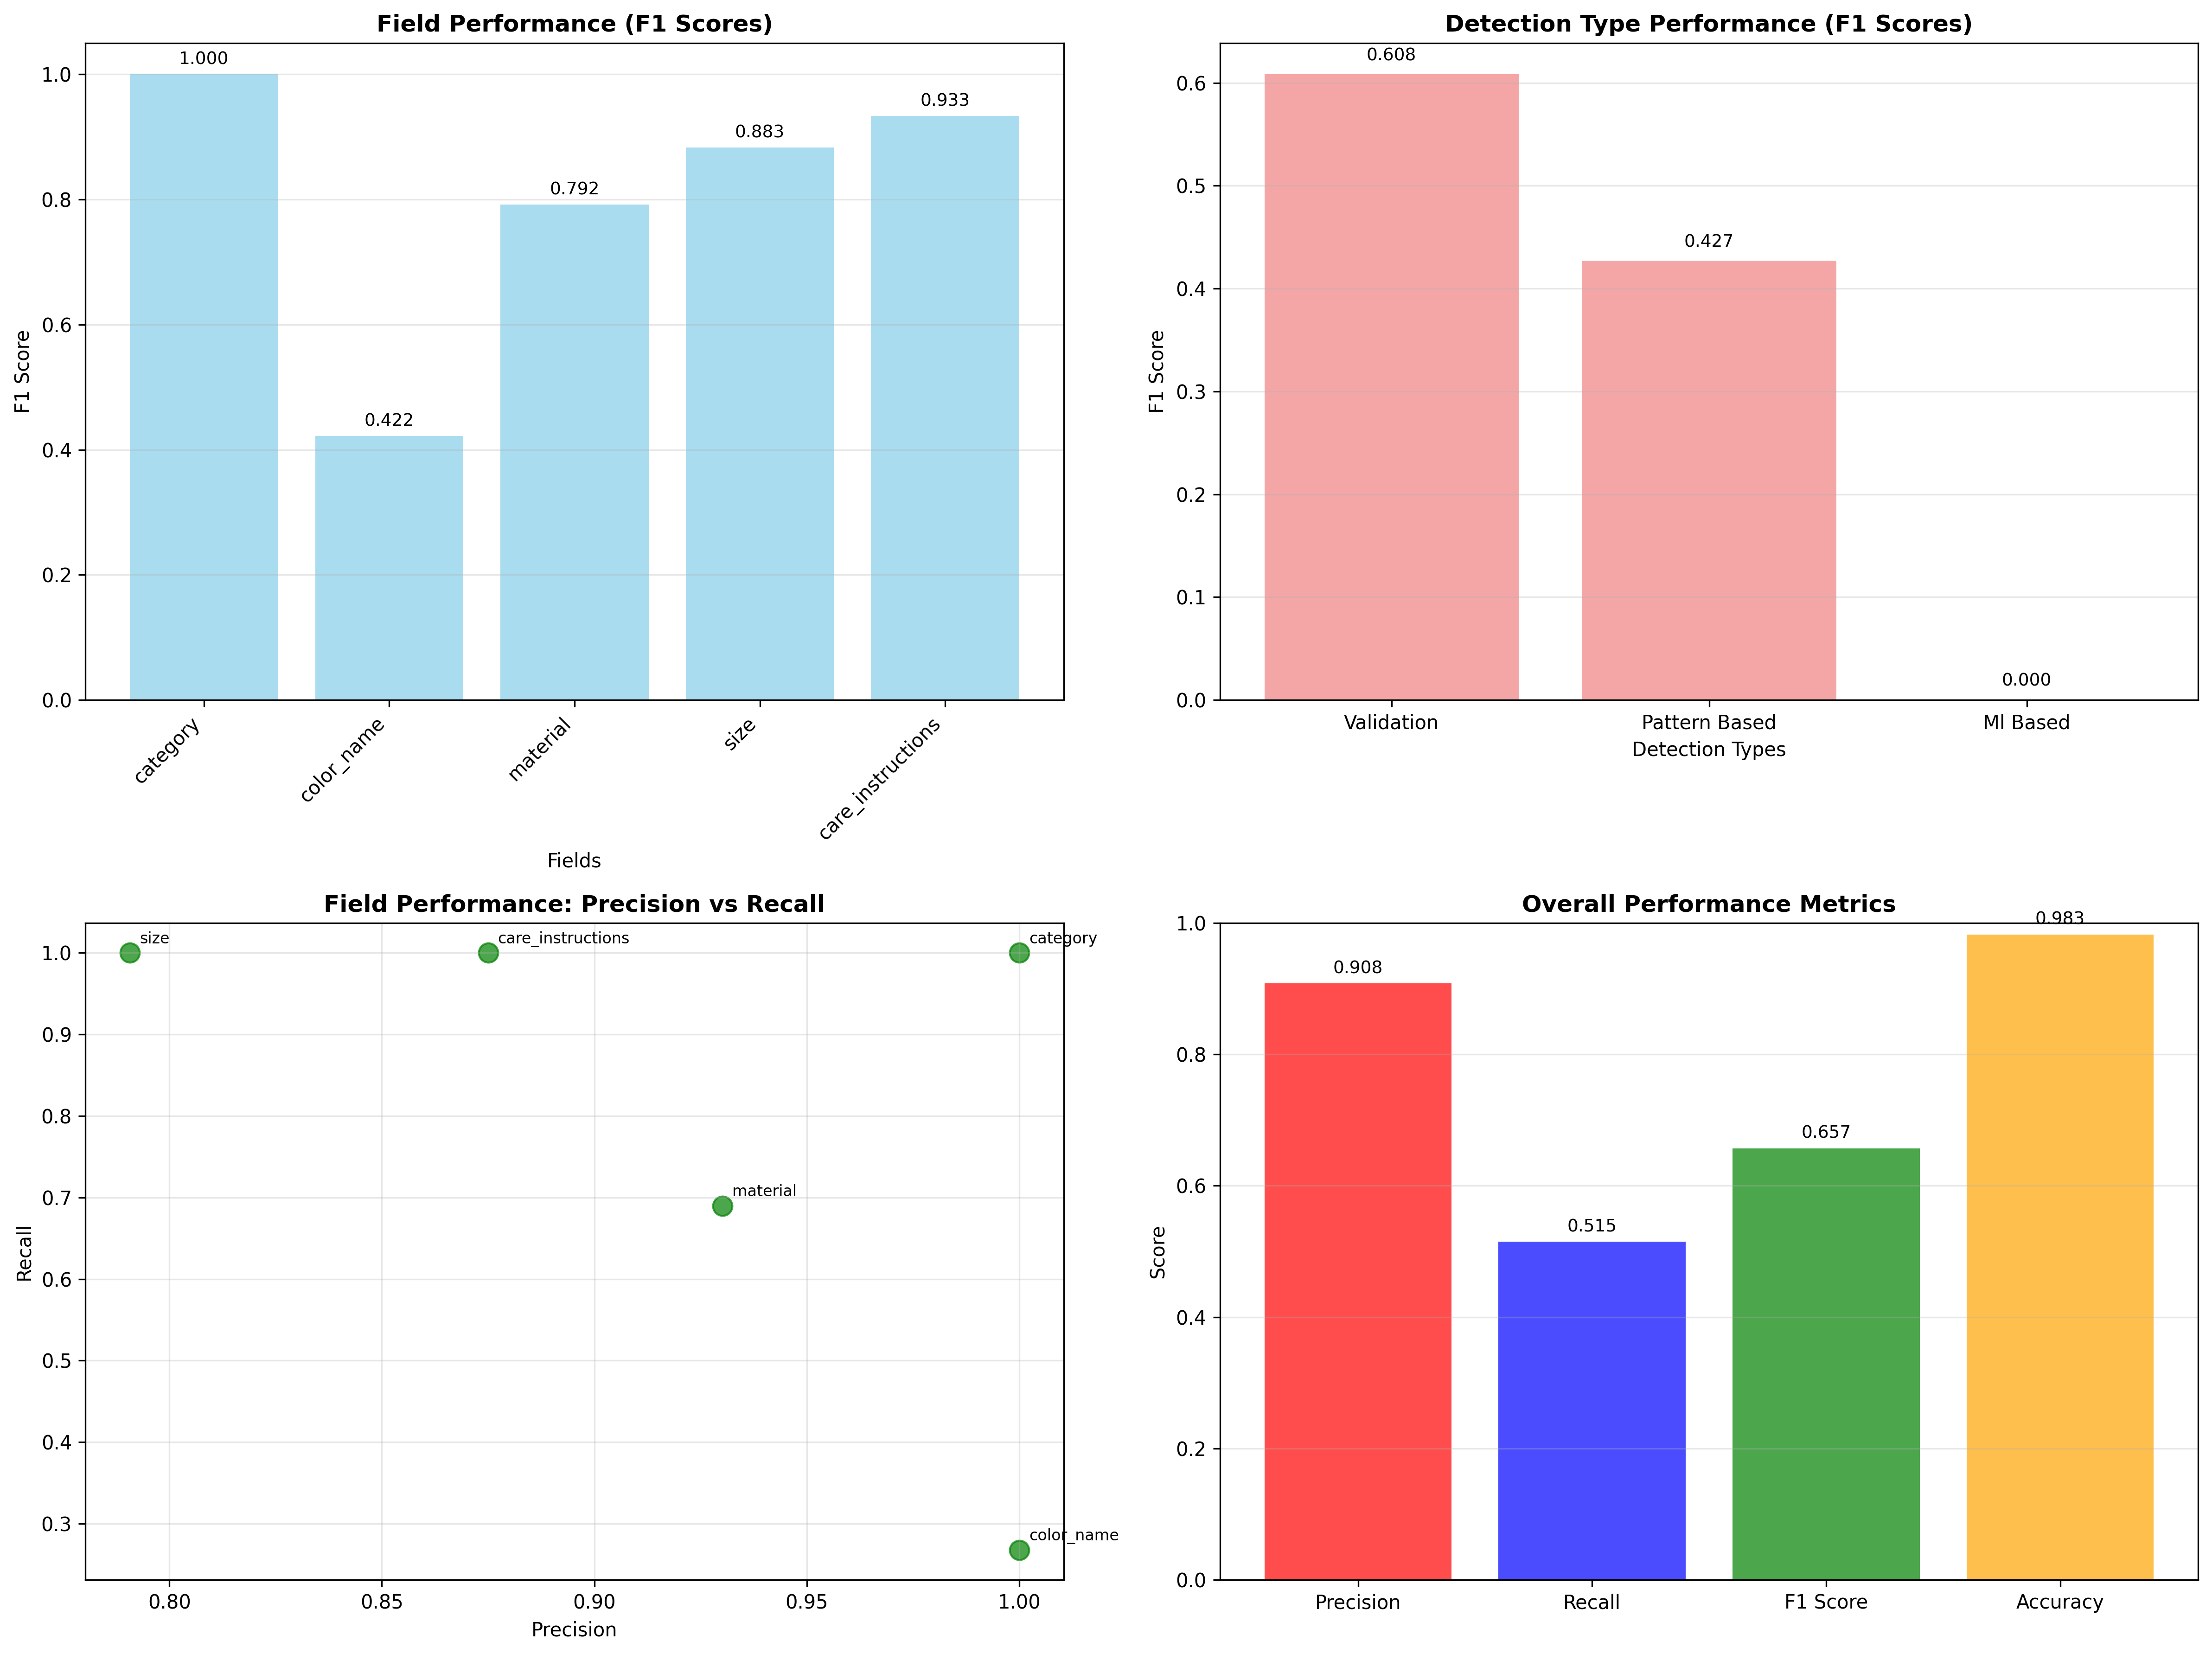 Field Performance (F1 Scores)
F1 Score
1.0
0.8
0.6
0.4
0.2
0.0
1.000
0.422
0.792
0.883
0.933
category
color_name
material
size
care_instructions
Fields
Detection Type Performance (F1 Scores)
F1 Score
0.6
0.5
0.4
0.3
0.2
0.1
0.0
0.608
0.427
0.000
Validation
Pattern Based
Ml Based
Detection Types
Field Performance: Precision vs Recall
Recall
1.0
0.9
0.8
0.7
0.6
0.5
0.4
0.3
size
care_instructions
category
material
color_name
0.80
0.85
0.90
0.95
1.00
Precision
Overall Performance Metrics
Score
1.0
0.8
0.6
0.4
0.2
0.0
0.908
0.515
0.657
0.983
Precision
Recall
F1 Score
Accuracy